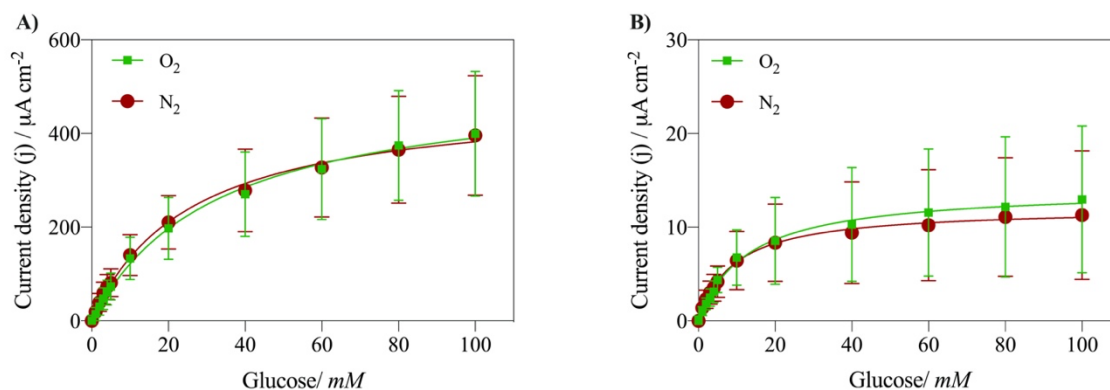 A)
600
400
200
0
Current density (j) / µA cm⁻²
O₂
N₂
0 20 40 60 80 100
Glucose/ mM
B)
30
20
10
0
Current density (j) / µA cm⁻²
O₂
N₂
0 20 40 60 80 100
Glucose/ mM